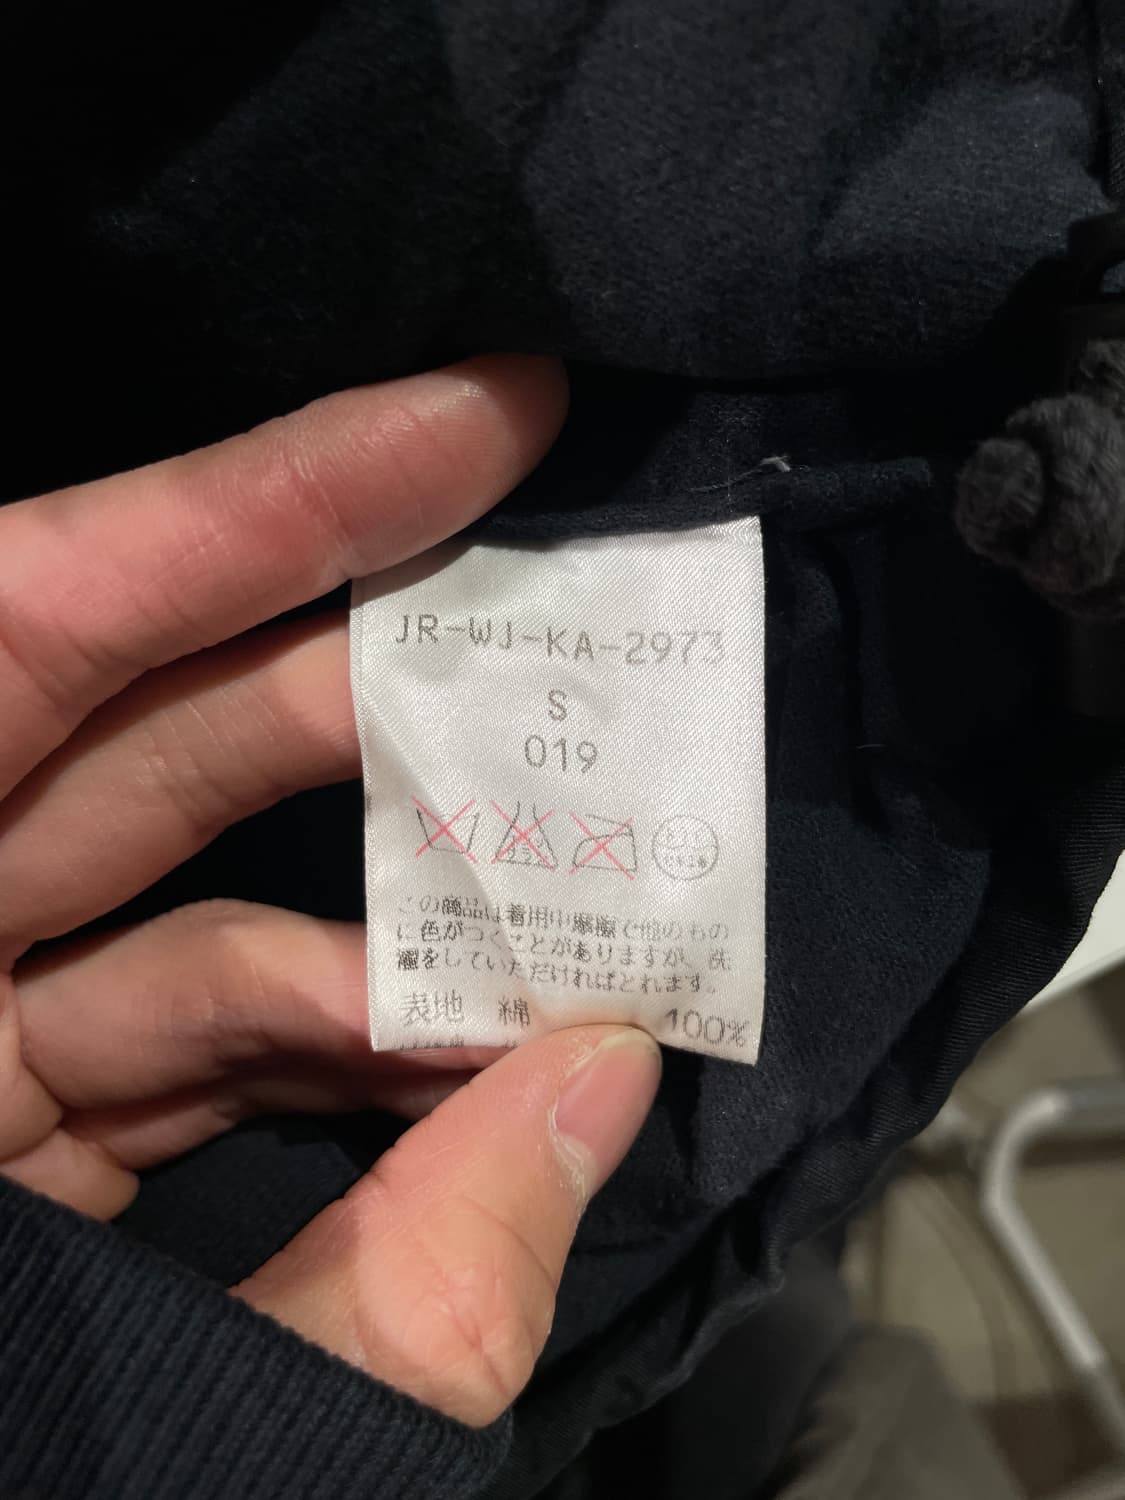 JR-WJ-KA-2973
S
019
この商品は着用中摩擦で他のもの
に色がつくことがありますが、洗
濯をしていただければとれます。
表地 綿 100%